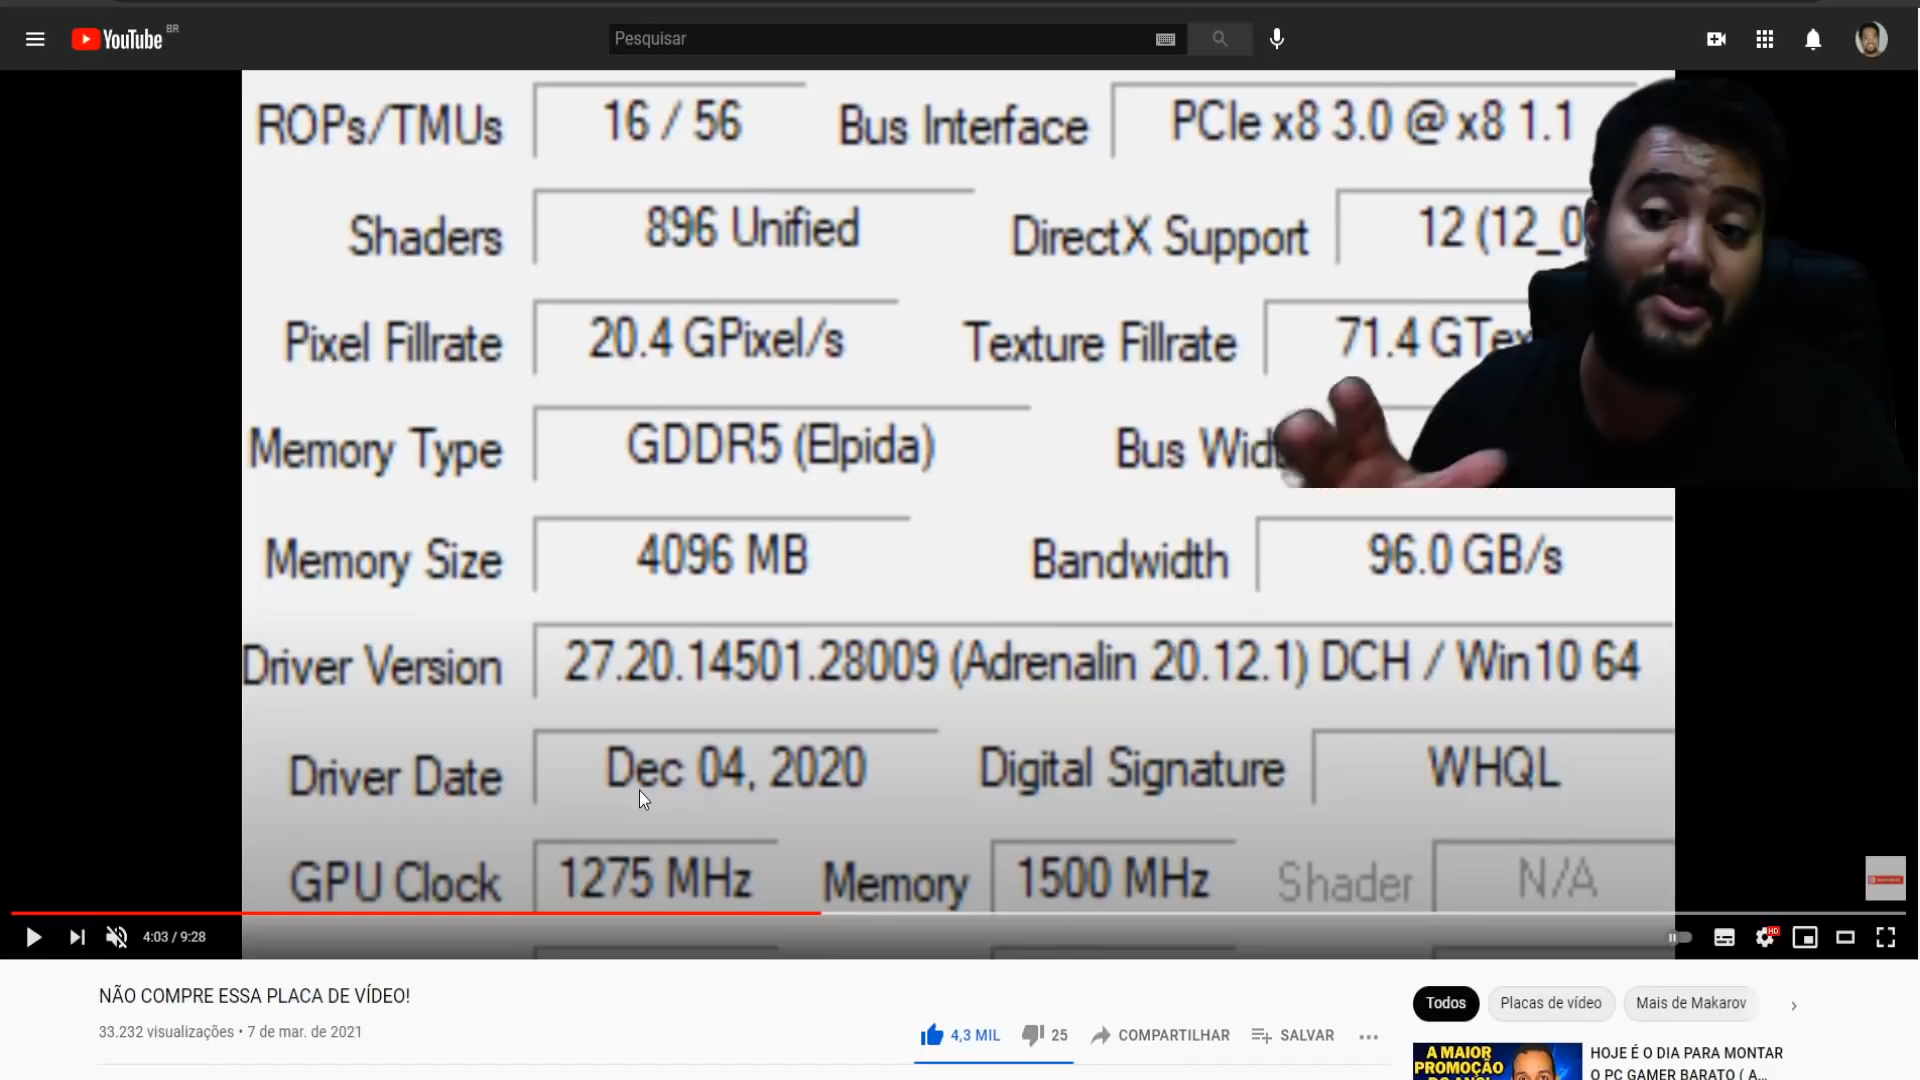 YouTube BR
Pesquisar
ROPs/TMUs 16 / 56 Bus Interface PCIe x8 3.0 @ x8 1.1
Shaders 896 Unified DirectX Support 12 (12_0
Pixel Fillrate 20.4 GPixel/s Texture Fillrate 71.4 GTex
Memory Type GDDR5 (Elpida) Bus Widt
Memory Size 4096 MB Bandwidth 96.0 GB/s
Driver Version 27.20.14501.28009 (Adrenalin 20.12.1) DCH / Win10 64
Driver Date Dec 04, 2020 Digital Signature WHQL
GPU Clock 1275 MHz Memory 1500 MHz Shader N/A
4:03 / 9:28
HD
NÃO COMPRE ESSA PLACA DE VÍDEO!
33.232 visualizações • 7 de mar. de 2021
4,3 MIL 25 COMPARTILHAR SALVAR
Todos Placas de vídeo Mais de Makarov
A MAIOR
PROMOÇÃO
DO ANO!
HOJE É O DIA PARA MONTAR
O PC GAMER BARATO ( A...